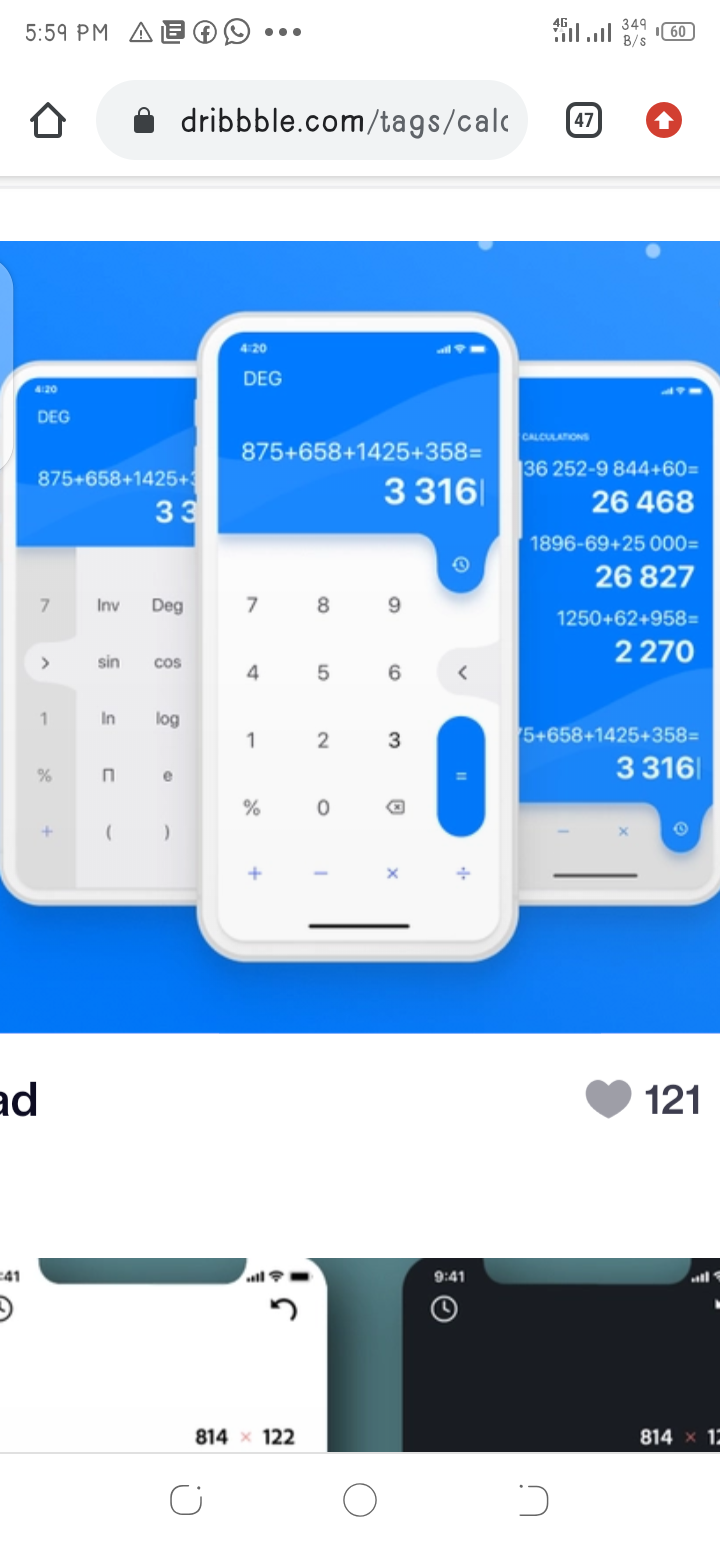 5:59 PM 4G 349 B/s 60
dribbble.com/tags/calc
47
4:20
DEG
875+658+1425+3
3 3
7 Inv Deg
> sin cos
1 ln log
% П e
+ ( )
4:20
DEG
875+658+1425+358=
3 316
7 8 9
4 5 6 <
1 2 3
=
% 0
+ − × ÷
CALCULATIONS
36 252-9 844+60=
26 468
1896-69+25 000=
26 827
1250+62+958=
2 270
5+658+1425+358=
3 316
− ×
ad 121
:41
814 × 122
9:41
814 × 12